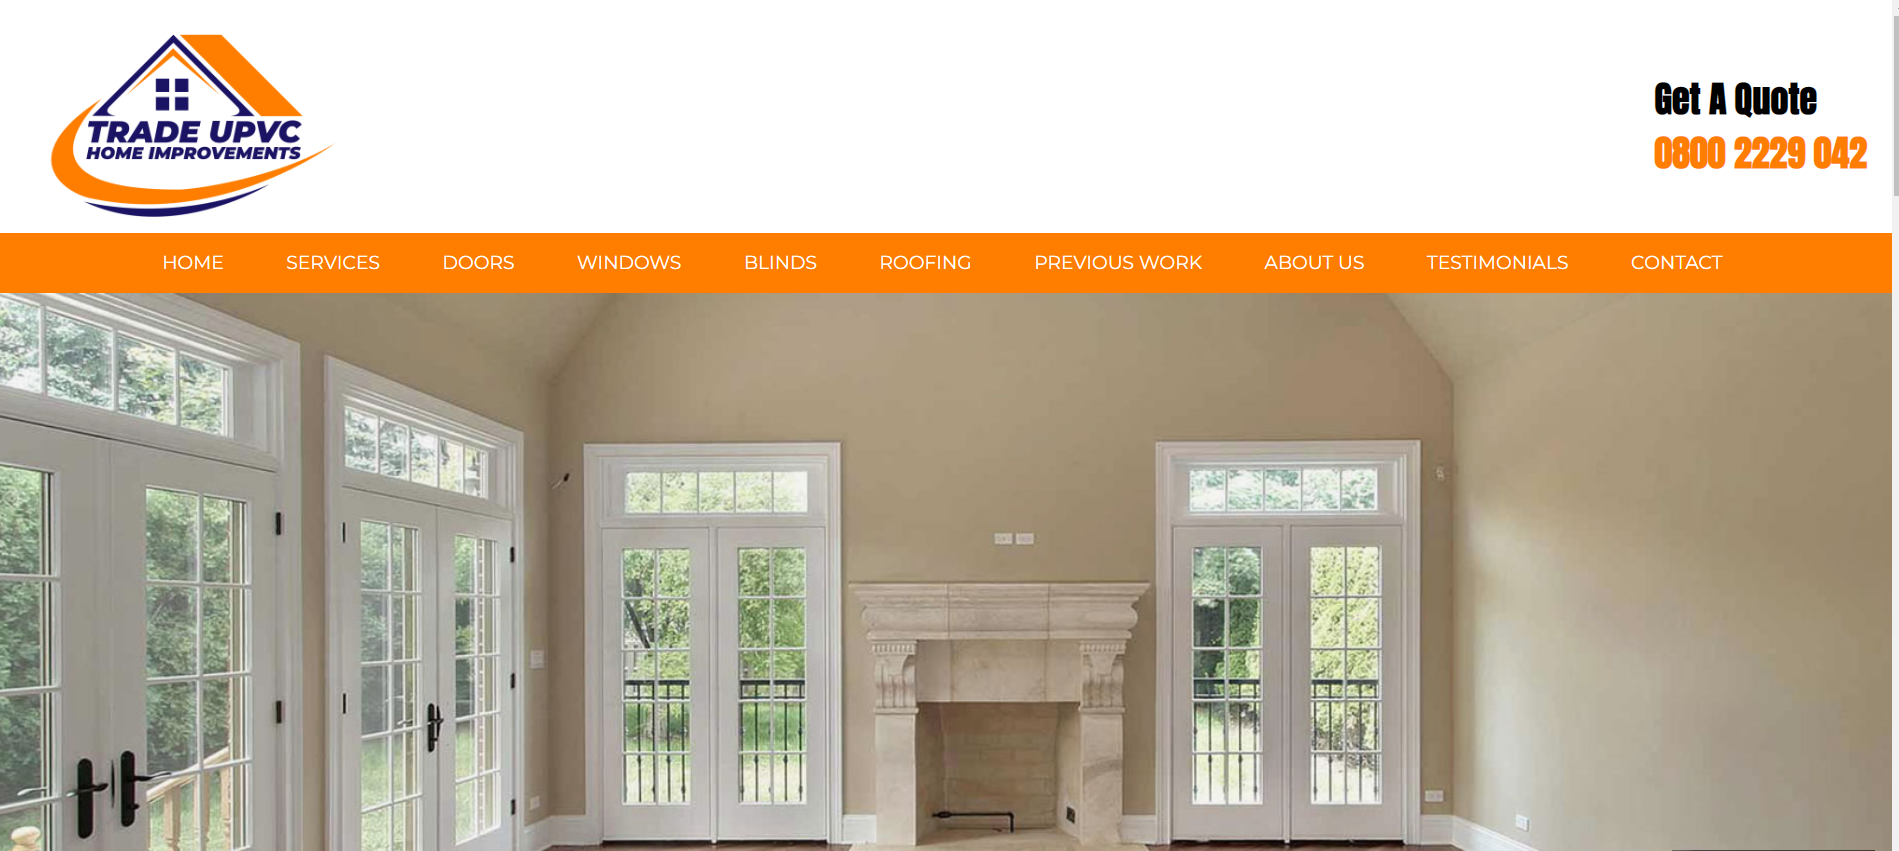 TRADE UPVC
HOME IMPROVEMENTS
Get A Quote
0800 2229 042
HOME SERVICES DOORS WINDOWS BLINDS ROOFING PREVIOUS WORK ABOUT US TESTIMONIALS CONTACT